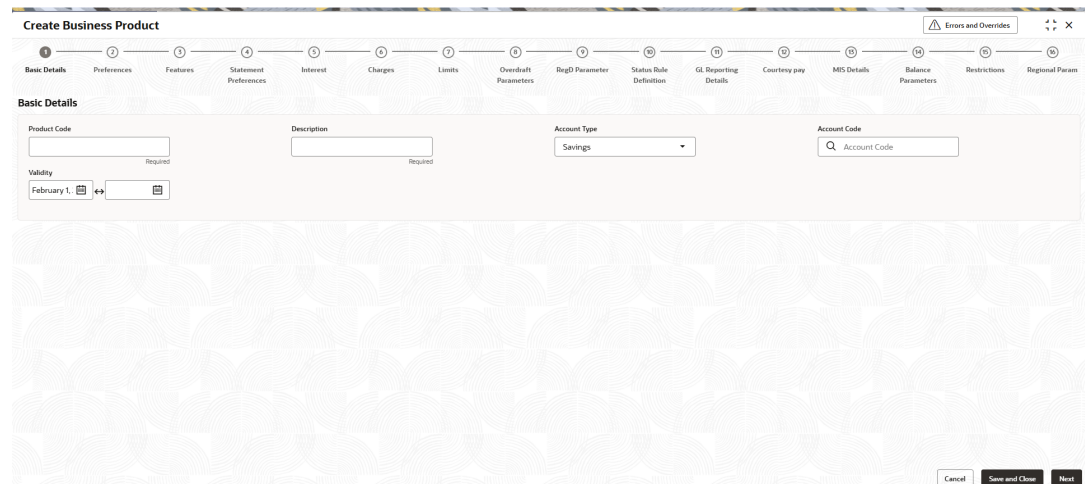 Create Business Product
Errors and Overrides
1 2 3 4 5 6 7 8 9 10 11 12 13 14 15 16
Basic Details Preferences Features Statement Preferences Interest Charges Limits Overdraft Parameters RegD Parameter Status Rule Definition GL Reporting Details Courtesy pay MIS Details Balance Parameters Restrictions Regional Param
Basic Details
Product Code Description Account Type Account Code
Savings Account Code
Required Required
Validity
February 1,
Cancel Save and Close Next